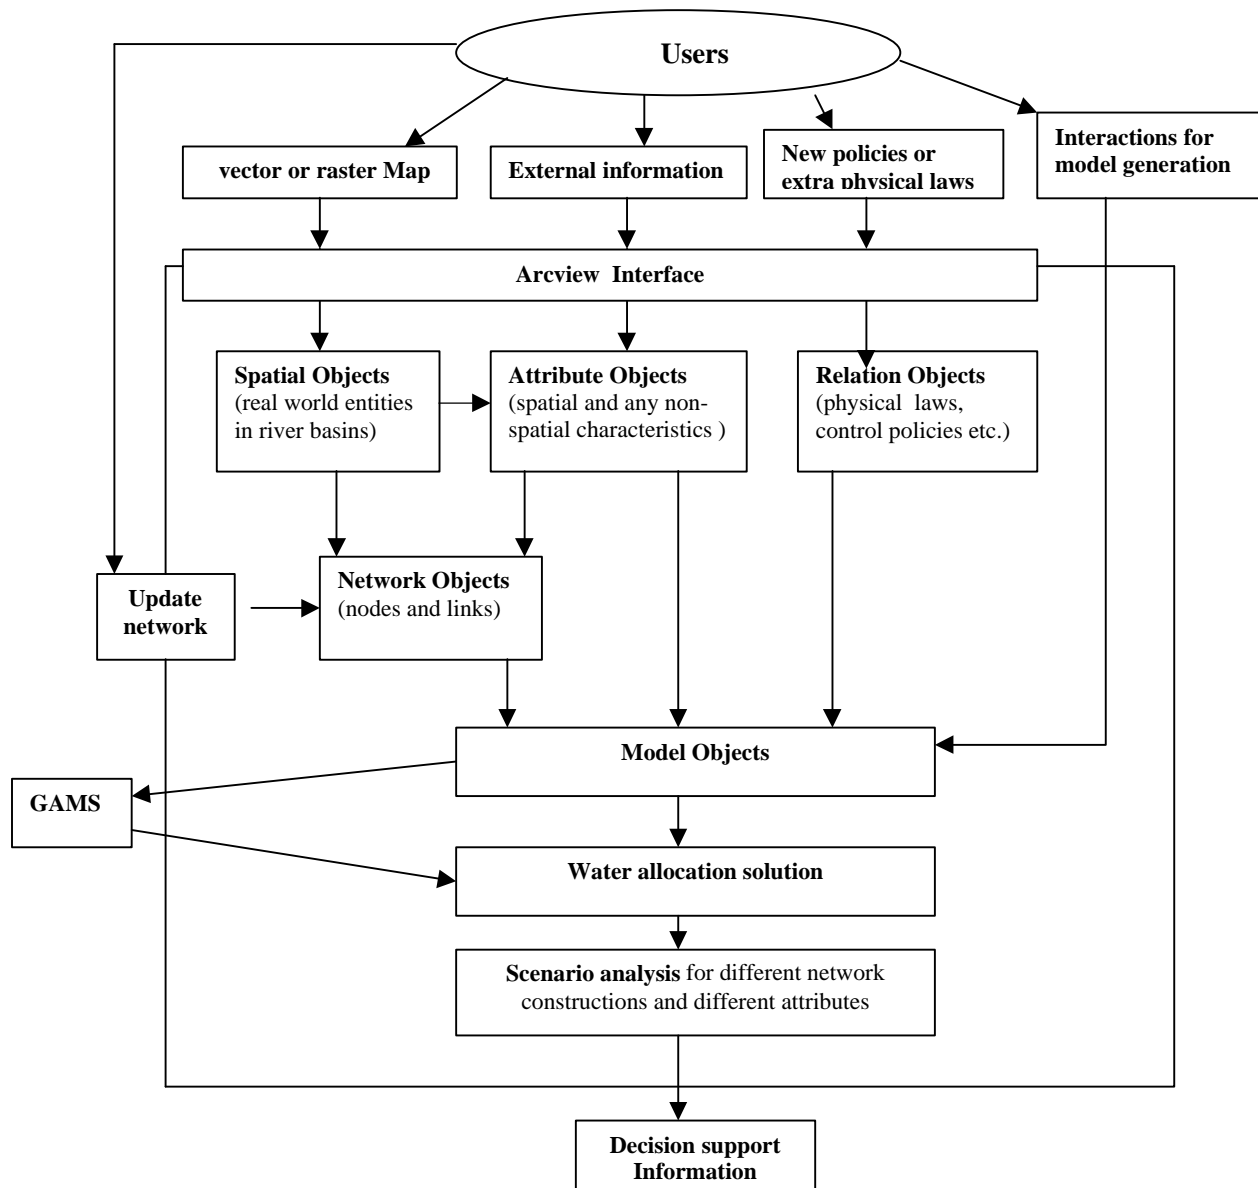 Users
vector or raster Map
External information
New policies or
extra physical laws
Interactions for
model generation
Arcview Interface
Spatial Objects
(real world entities
in river basins)
Attribute Objects
(spatial and any non-
spatial characteristics )
Relation Objects
(physical laws,
control policies etc.)
Update
network
Network Objects
(nodes and links)
Model Objects
GAMS
Water allocation solution
Scenario analysis for different network
constructions and different attributes
Decision support
Information